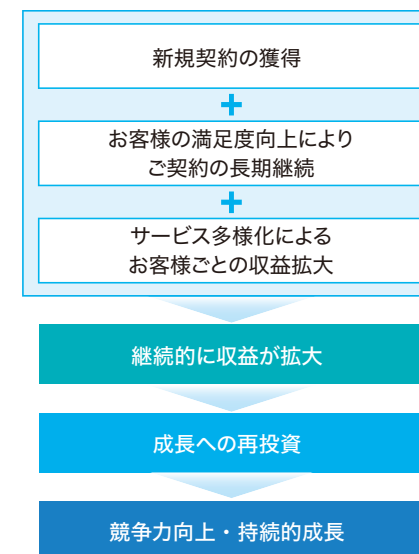 新規契約の獲得
+
お客様の満足度向上により
ご契約の長期継続
+
サービス多様化による
お客様ごとの収益拡大
継続的に収益が拡大
成長への再投資
競争力向上・持続的成長